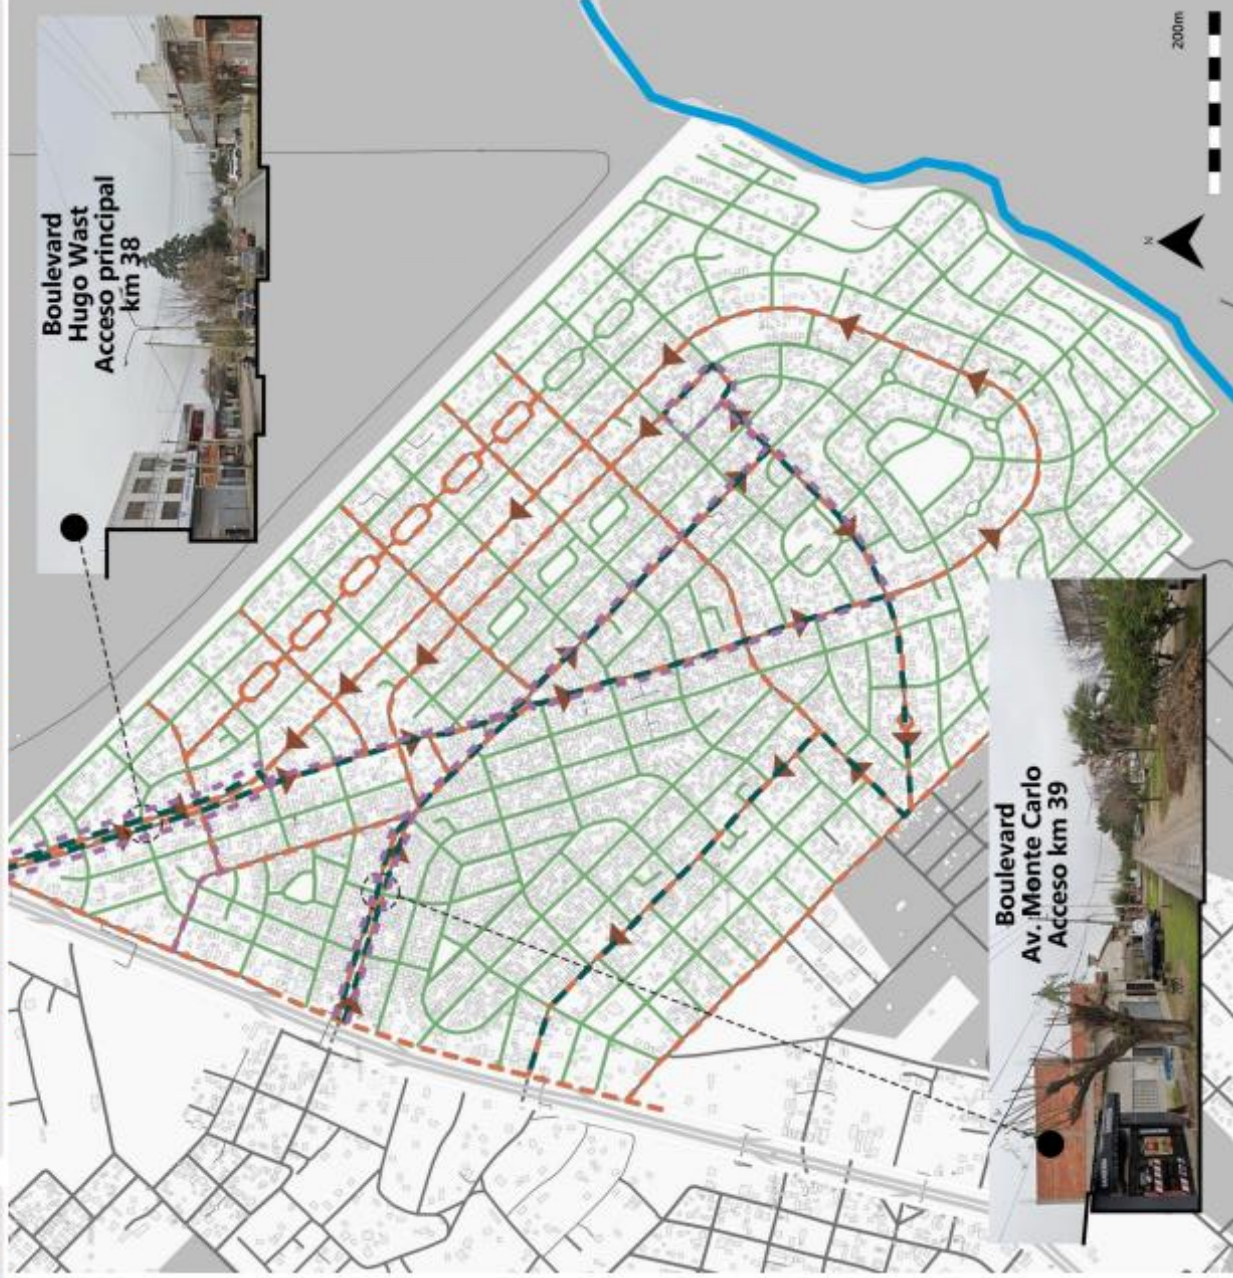 Boulevard
Hugo Wast
Acceso principal
km 38
200m
N
Boulevard
Av. Monte Carlo
Acceso km 39